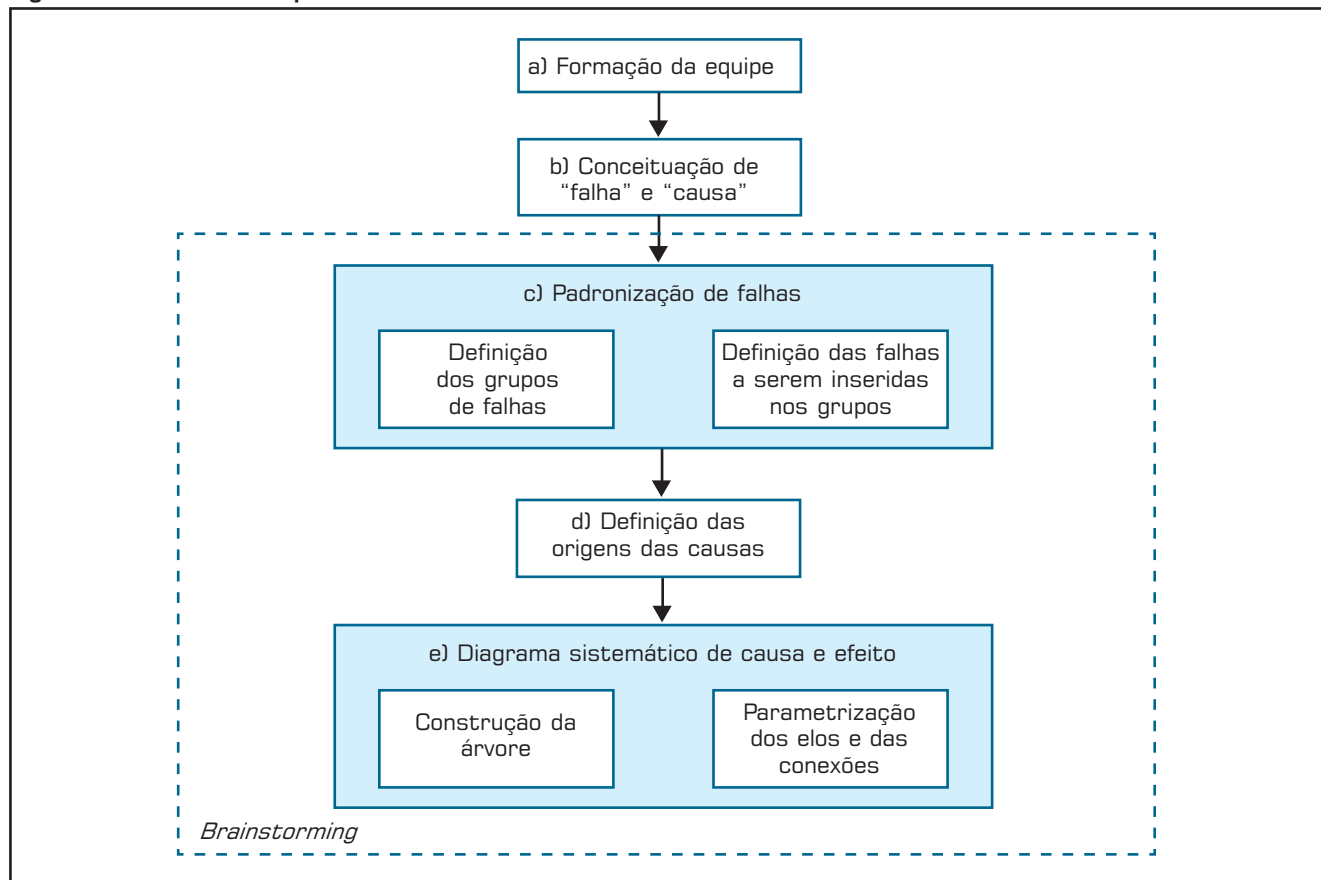 a) Formação da equipe
b) Conceituação de
“falha” e “causa”
c) Padronização de falhas
Definição
dos grupos
de falhas
Definição das falhas
a serem inseridas
nos grupos
d) Definição das
origens das causas
e) Diagrama sistemático de causa e efeito
Construção da
árvore
Parametrização
dos elos e das
conexões
Brainstorming